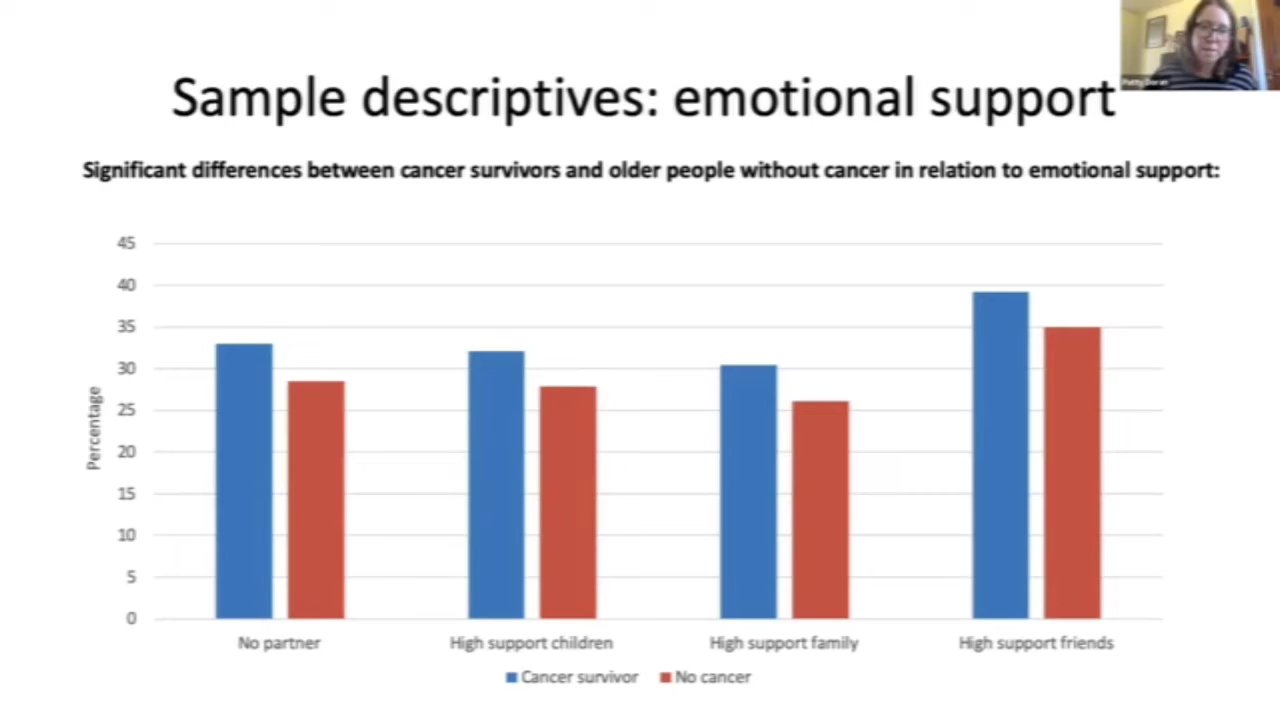 Sample descriptives: emotional support
Significant differences between cancer survivors and older people without cancer in relation to emotional support:
45
40
35
30
25
20
15
10
5
0
Percentage
No partner
High support children
High support family
High support friends
Cancer survivor
No cancer